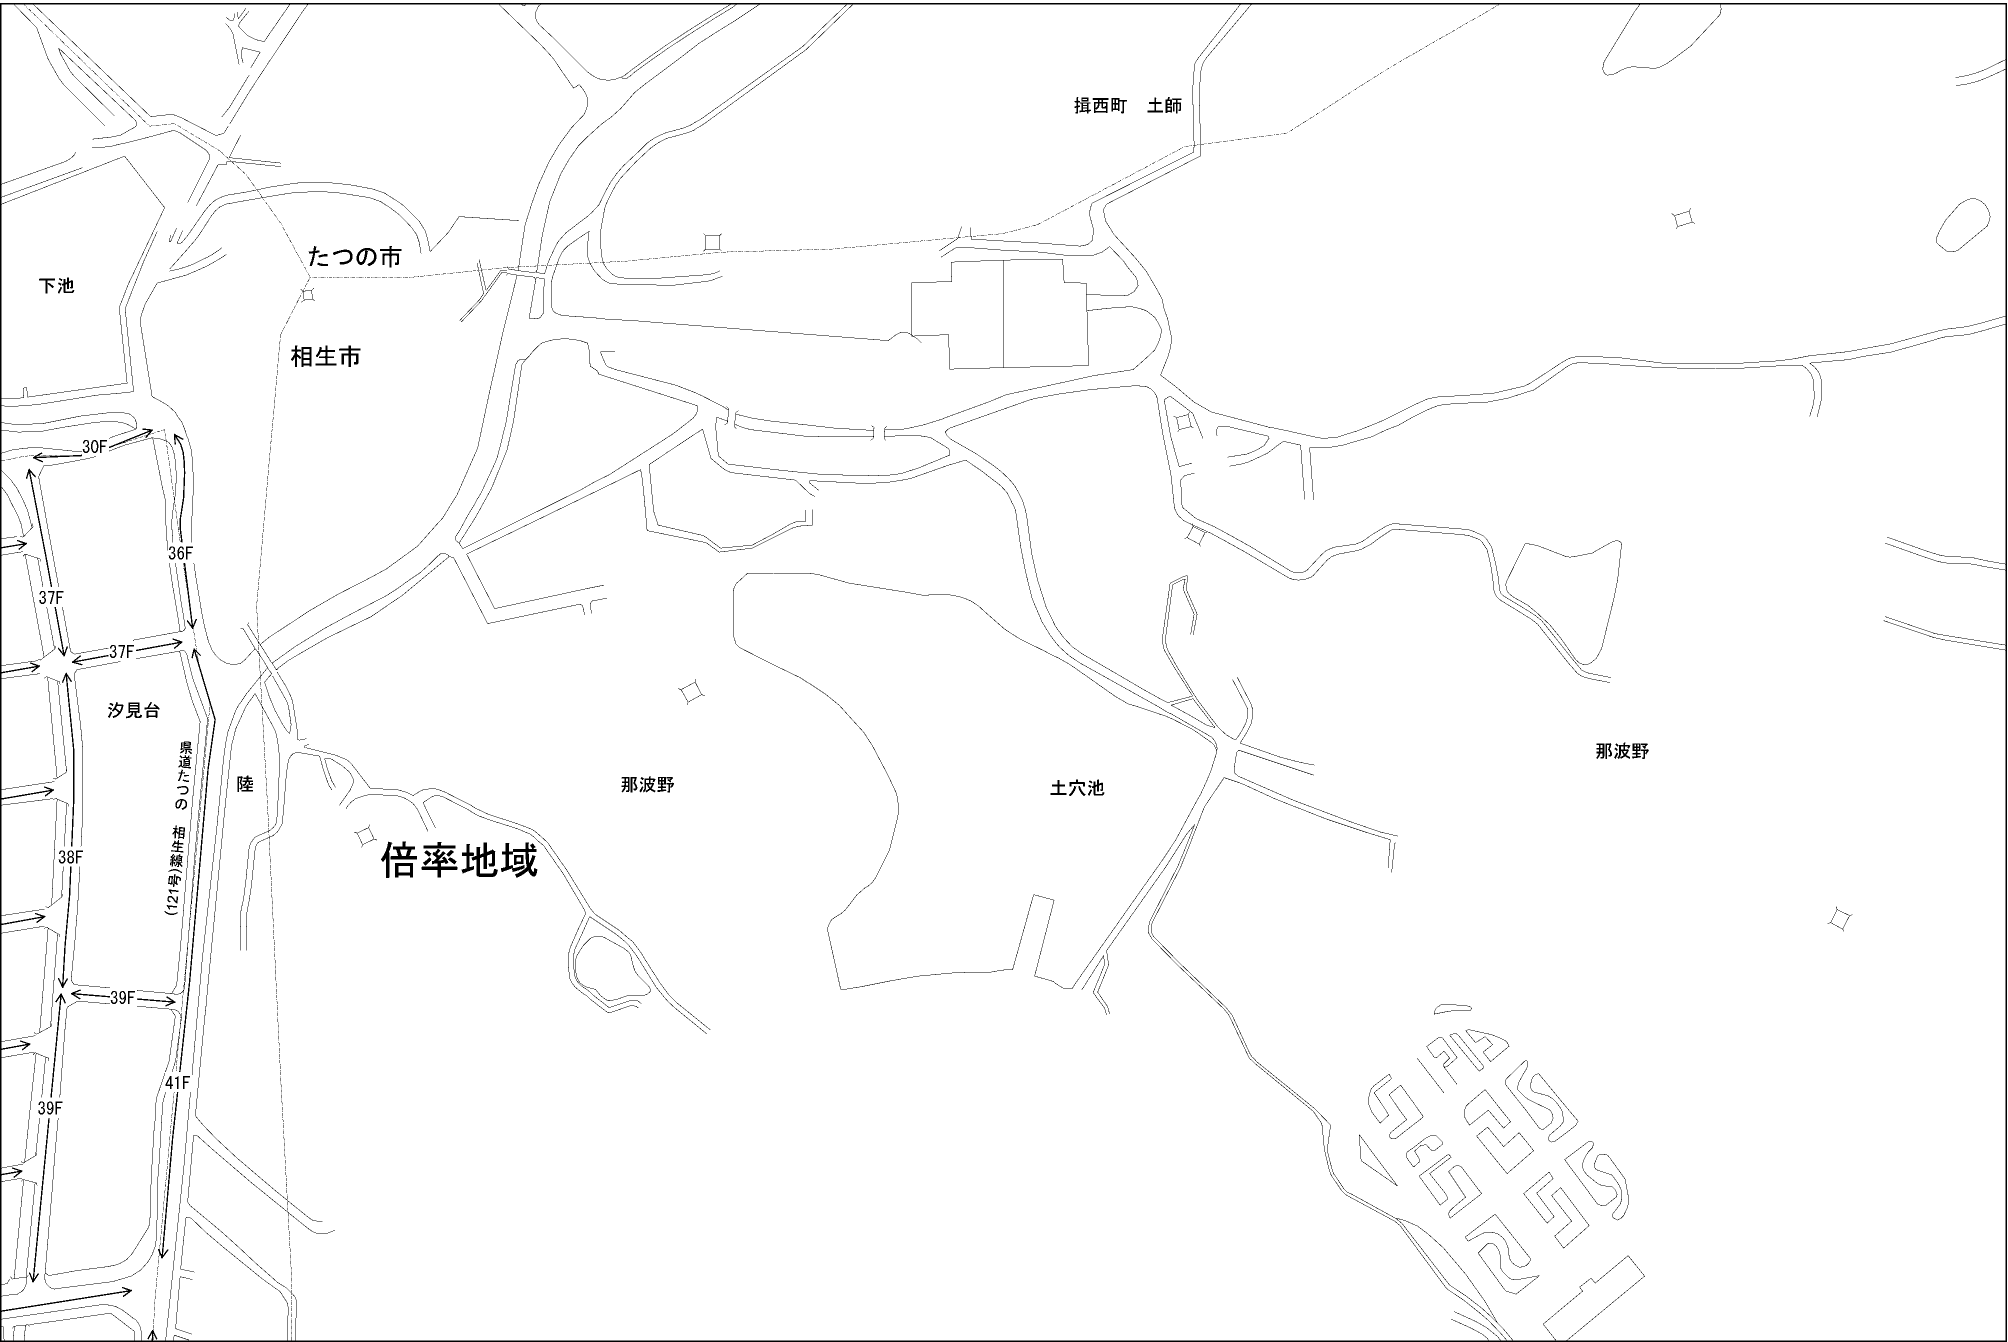 揖西町　土師
たつの市
下池
相生市
30F
36F
37F
37F
汐見台
県道たつの　相生線(121号)
陸
那波野
土穴池
那波野
倍率地域
38F
39F
41F
39F